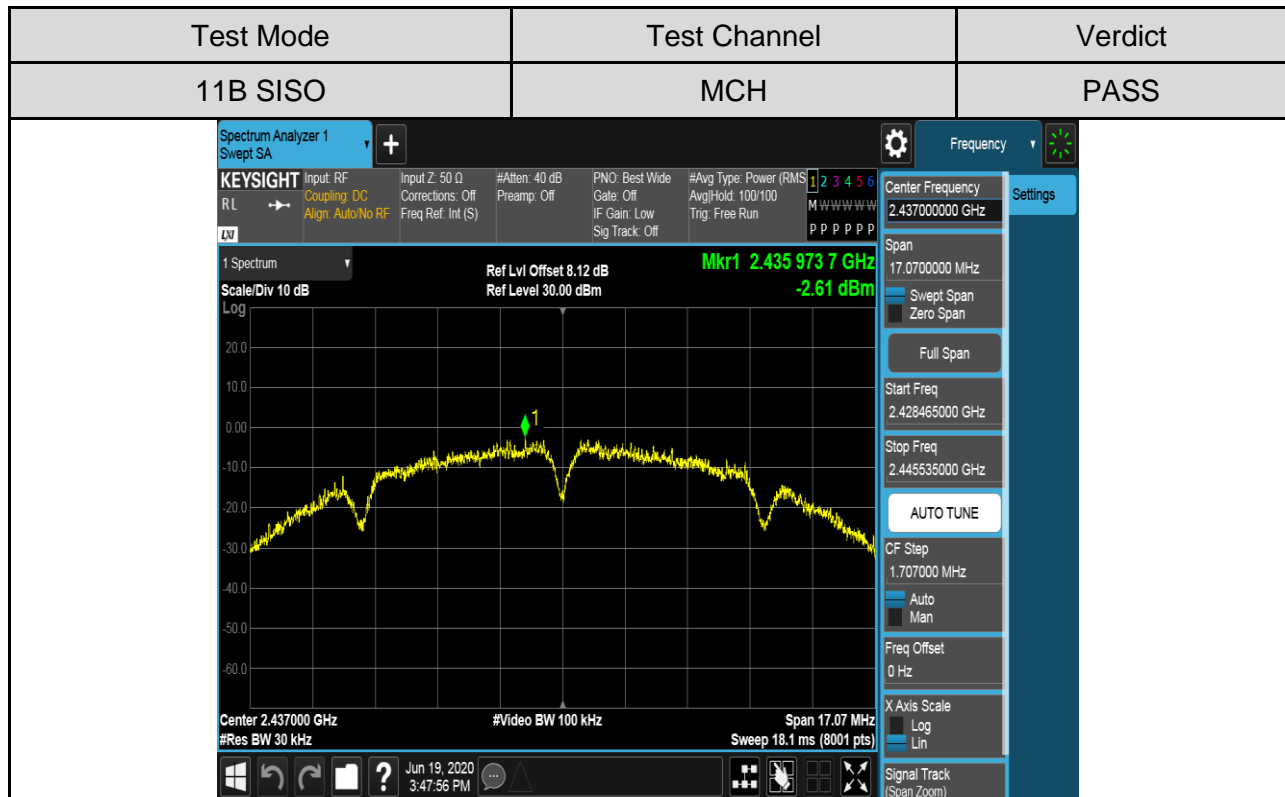 Test Mode Test Channel Verdict
11B SISO MCH PASS
Spectrum Analyzer 1
Swept SA
+
Frequency
KEYSIGHT Input: RF Input Z: 50 Ω #Atten: 40 dB PNO: Best Wide #Avg Type: Power (RMS 1 2 3 4 5 6
RL Coupling: DC Corrections: Off Preamp: Off Gate: Off Avg|Hold: 100/100 M W W W W W
Align: Auto/No RF Freq Ref: Int (S) IF Gain: Low Trig: Free Run
LXI Sig Track: Off P P P P P P
1 Spectrum
Scale/Div 10 dB
Ref Lvl Offset 8.12 dB
Ref Level 30.00 dBm
Mkr1 2.435 973 7 GHz
-2.61 dBm
Log
20.0
10.0
0.00
-10.0
-20.0
-30.0
-40.0
-50.0
-60.0
1
Center 2.437000 GHz #Video BW 100 kHz Span 17.07 MHz
#Res BW 30 kHz Sweep 18.1 ms (8001 pts)
Center Frequency
2.437000000 GHz
Settings
Span
17.0700000 MHz
Swept Span
Zero Span
Full Span
Start Freq
2.428465000 GHz
Stop Freq
2.445535000 GHz
AUTO TUNE
CF Step
1.707000 MHz
Auto
Man
Freq Offset
0 Hz
X Axis Scale
Log
Lin
Signal Track
(Span Zoom)
?
Jun 19, 2020
3:47:56 PM